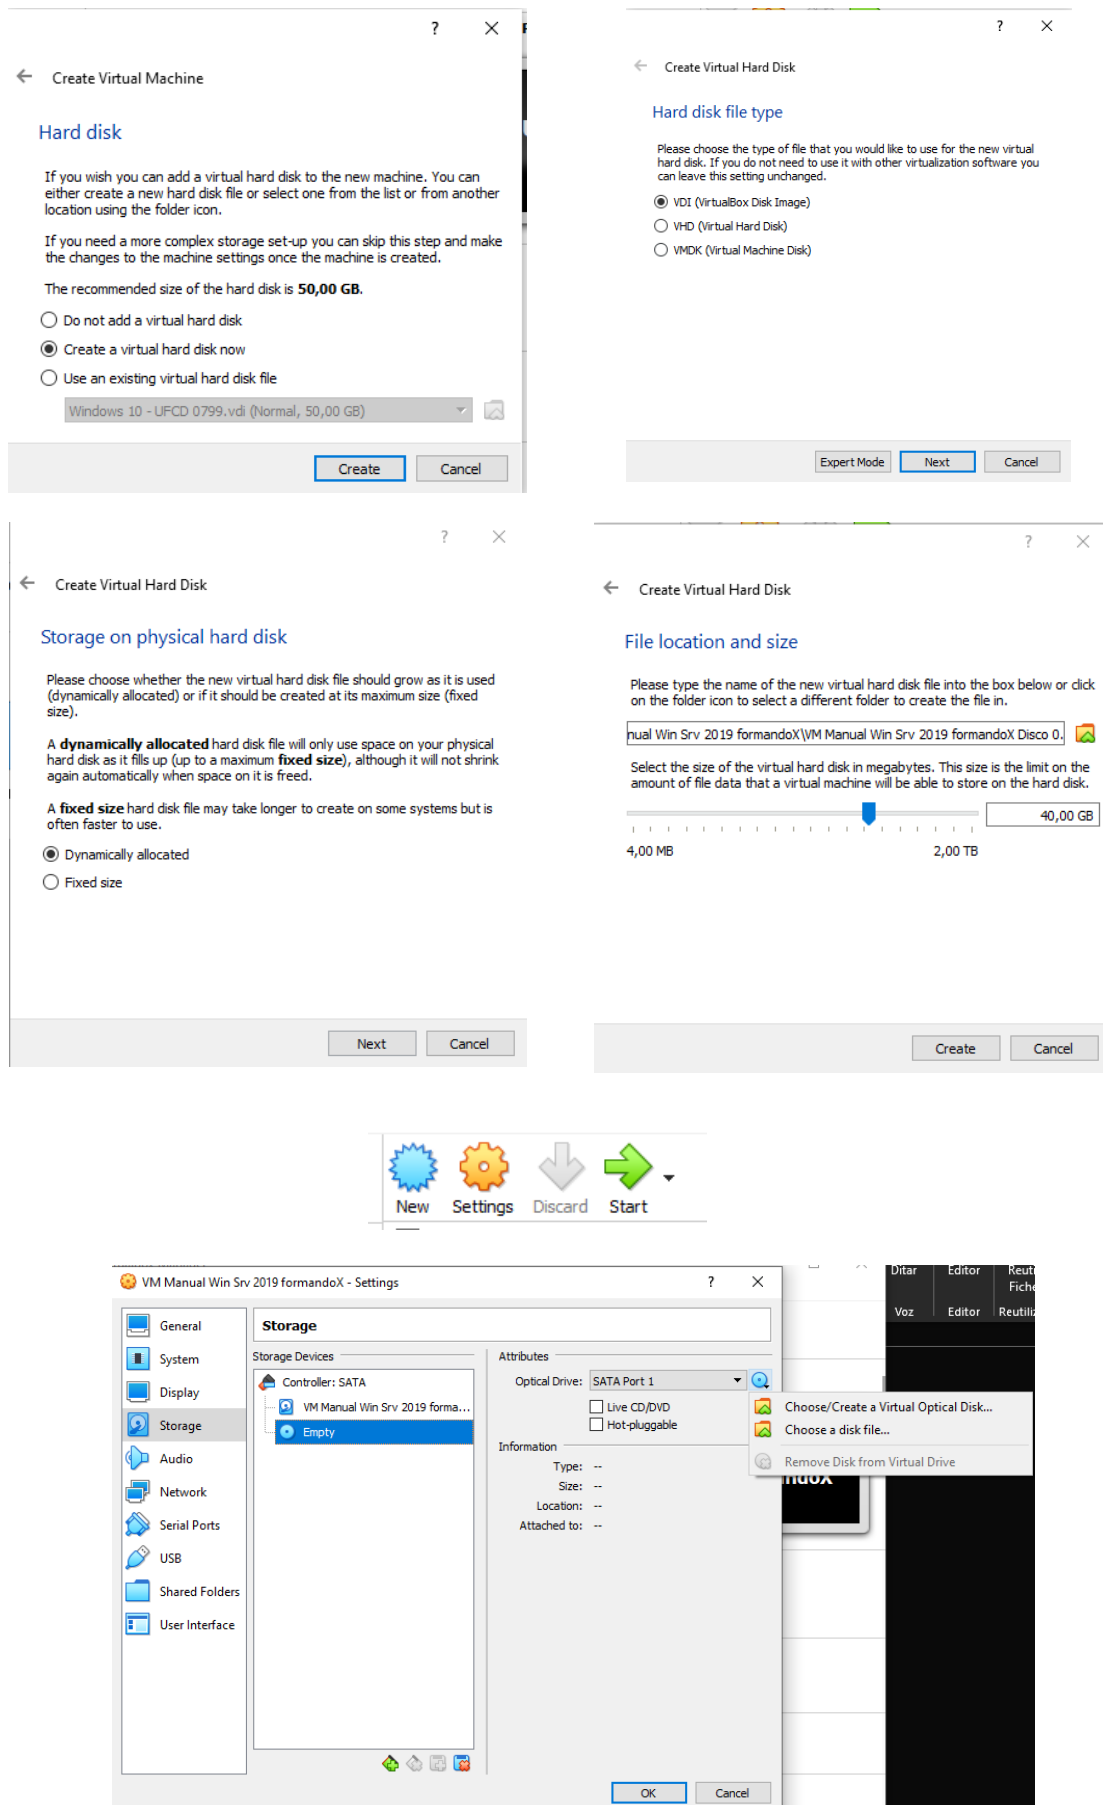 Create Virtual Machine
Hard disk
If you wish you can add a virtual hard disk to the new machine. You can
either create a new hard disk file or select one from the list or from another
location using the folder icon.
If you need a more complex storage set-up you can skip this step and make
the changes to the machine settings once the machine is created.
The recommended size of the hard disk is 50,00 GB.
Do not add a virtual hard disk
Create a virtual hard disk now
Use an existing virtual hard disk file
Windows 10 - UFCD 0799.vdi (Normal, 50,00 GB)
Create Cancel
?
Create Virtual Hard Disk
Hard disk file type
Please choose the type of file that you would like to use for the new virtual
hard disk. If you do not need to use it with other virtualization software you
can leave this setting unchanged.
VDI (VirtualBox Disk Image)
VHD (Virtual Hard Disk)
VMDK (Virtual Machine Disk)
Expert Mode Next Cancel
?
Create Virtual Hard Disk
Storage on physical hard disk
Please choose whether the new virtual hard disk file should grow as it is used
(dynamically allocated) or if it should be created at its maximum size (fixed
size).
A dynamically allocated hard disk file will only use space on your physical
hard disk as it fills up (up to a maximum fixed size), although it will not shrink
again automatically when space on it is freed.
A fixed size hard disk file may take longer to create on some systems but is
often faster to use.
Dynamically allocated
Fixed size
Next Cancel
?
Create Virtual Hard Disk
File location and size
Please type the name of the new virtual hard disk file into the box below or click
on the folder icon to select a different folder to create the file in.
nual Win Srv 2019 formandoX\VM Manual Win Srv 2019 formandoX Disco 0.
Select the size of the virtual hard disk in megabytes. This size is the limit on the
amount of file data that a virtual machine will be able to store on the hard disk.
40,00 GB
4,00 MB 2,00 TB
Create Cancel
New Settings Discard Start
VM Manual Win Srv 2019 formandoX - Settings ?
General
System
Display
Storage
Audio
Network
Serial Ports
USB
Shared Folders
User Interface
Storage
Storage Devices
Controller: SATA
VM Manual Win Srv 2019 forma...
Empty
Attributes
Optical Drive: SATA Port 1
Live CD/DVD
Hot-pluggable
Information
Type: --
Size: --
Location: --
Attached to: --
Choose/Create a Virtual Optical Disk...
Choose a disk file...
Remove Disk from Virtual Drive
OK Cancel
Ditar Editor Reuti
Fiche
Voz Editor Reutiliz